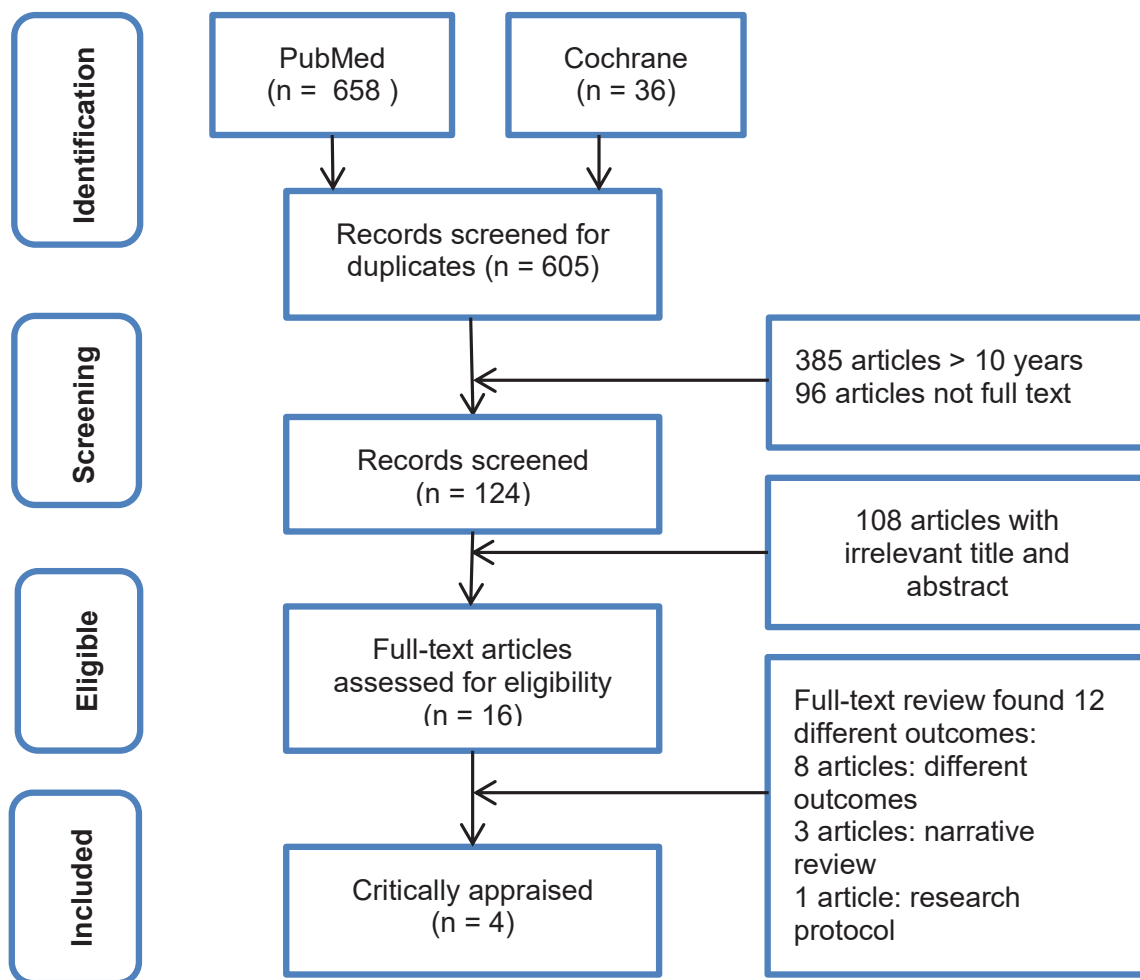 Identification
PubMed
(n =  658 )
Cochrane
(n = 36)
Records screened for
duplicates (n = 605)
Screening
385 articles > 10 years
96 articles not full text
Records screened
(n = 124)
108 articles with
irrelevant title and
abstract
Eligible
Full-text articles
assessed for eligibility
(n = 16)
Full-text review found 12
different outcomes:
8 articles: different
outcomes
3 articles: narrative
review
1 article: research
protocol
Included
Critically appraised
(n = 4)